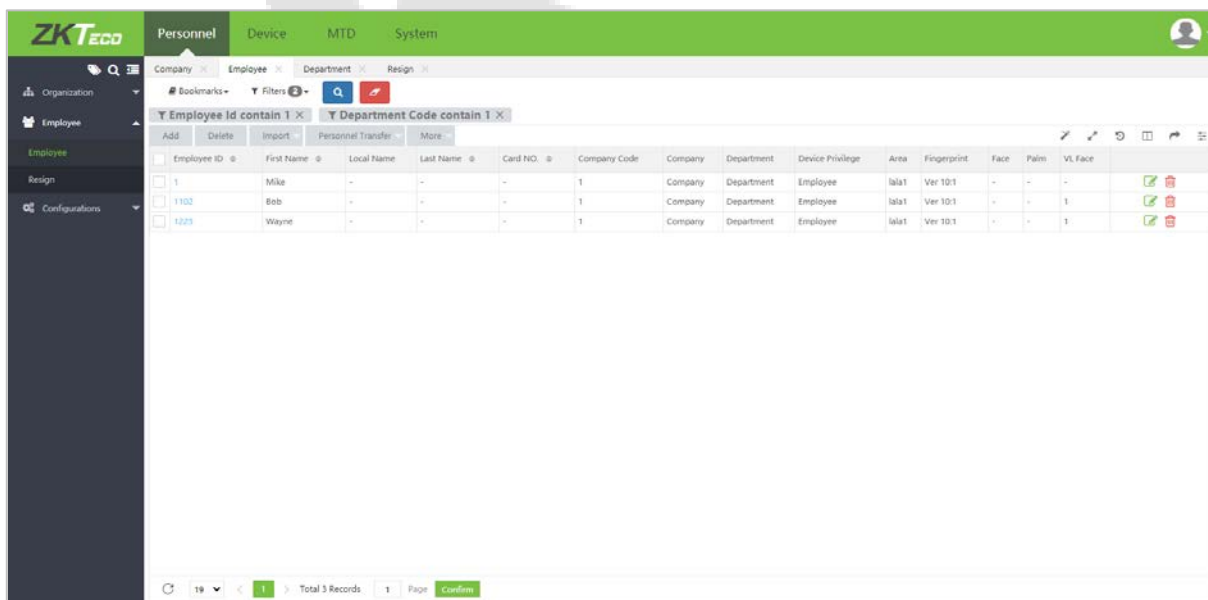 ZKTeco Personnel Device MTD System
Company Employee Department Resign
Organization
Bookmarks Filters 2
Employee Id contain 1 Department Code contain 1
Employee
Add Delete Import Personnel Transfer More
Employee
Employee ID First Name Local Name Last Name Card NO. Company Code Company Department Device Privilege Area Fingerprint Face Palm VL Face
Resign
1 Mike - - - 1 Company Department Employee lala1 Ver 10:1 - - -
1102 Bob - - - 1 Company Department Employee lala1 Ver 10:1 - - 1
Configurations
1223 Wayne - - - 1 Company Department Employee lala1 Ver 10:1 - - 1
19 < 1 > Total 3 Records 1 Page Confirm